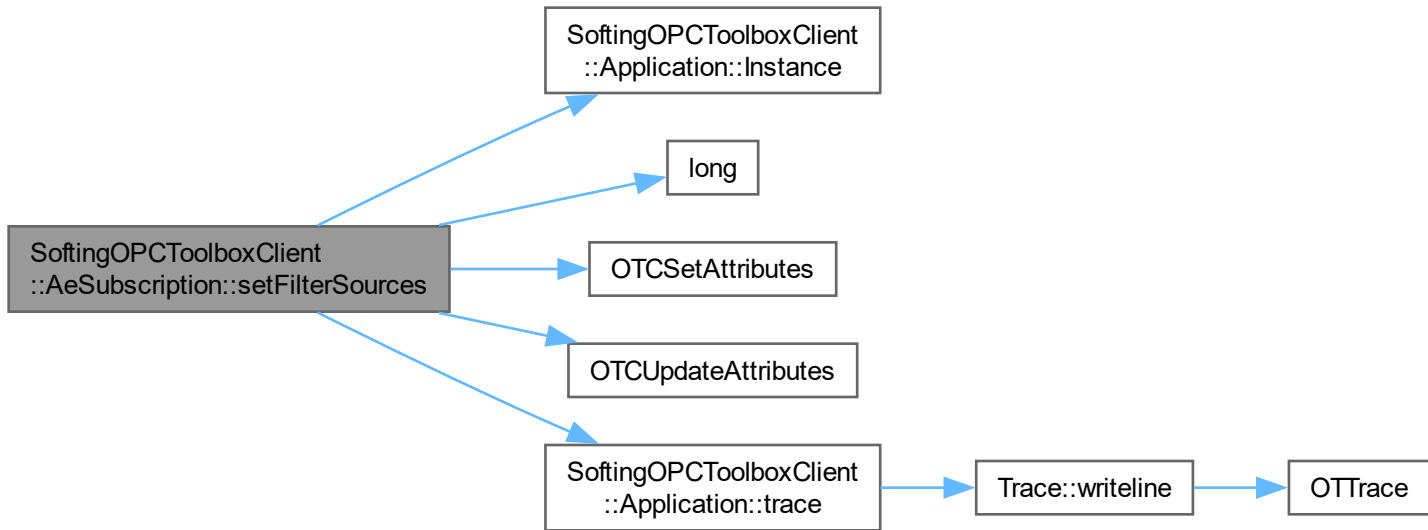 SoftingOPCToolboxClient
::Application::Instance
long
SoftingOPCToolboxClient
::AeSubscription::setFilterSources
OTCSetAttributes
OTCUpdateAttributes
SoftingOPCToolboxClient
::Application::trace
Trace::writeline
OTTrace